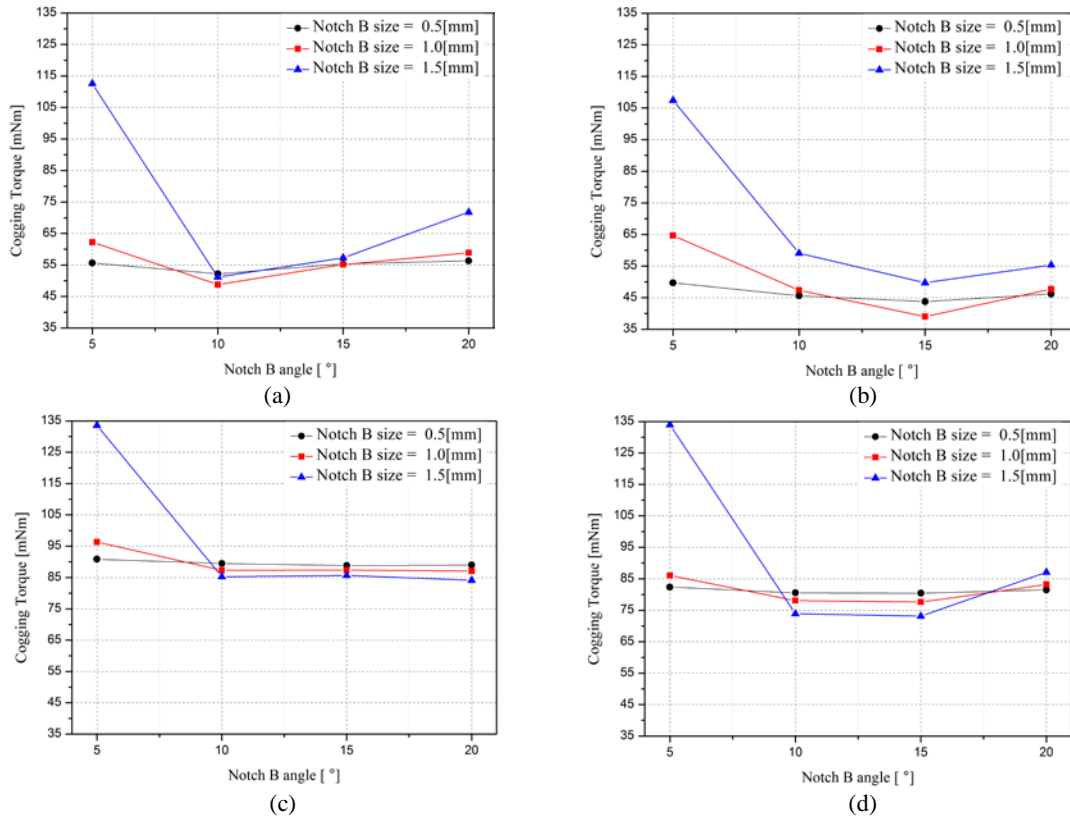 135
125
115
105
95
85
75
65
55
45
35
Cogging Torque [mNm]
Notch B size = 0.5[mm]
Notch B size = 1.0[mm]
Notch B size = 1.5[mm]
5 10 15 20
Notch B angle [ °]
(a)
135
125
115
105
95
85
75
65
55
45
35
Cogging Torque [mNm]
Notch B size = 0.5[mm]
Notch B size = 1.0[mm]
Notch B size = 1.5[mm]
5 10 15 20
Notch B angle [ °]
(b)
135
125
115
105
95
85
75
65
55
45
35
Cogging Torque [mNm]
Notch B size = 0.5[mm]
Notch B size = 1.0[mm]
Notch B size = 1.5[mm]
5 10 15 20
Notch B angle [ °]
(c)
135
125
115
105
95
85
75
65
55
45
35
Cogging Torque [mNm]
Notch B size = 0.5[mm]
Notch B size = 1.0[mm]
Notch B size = 1.5[mm]
5 10 15 20
Notch B angle [ °]
(d)